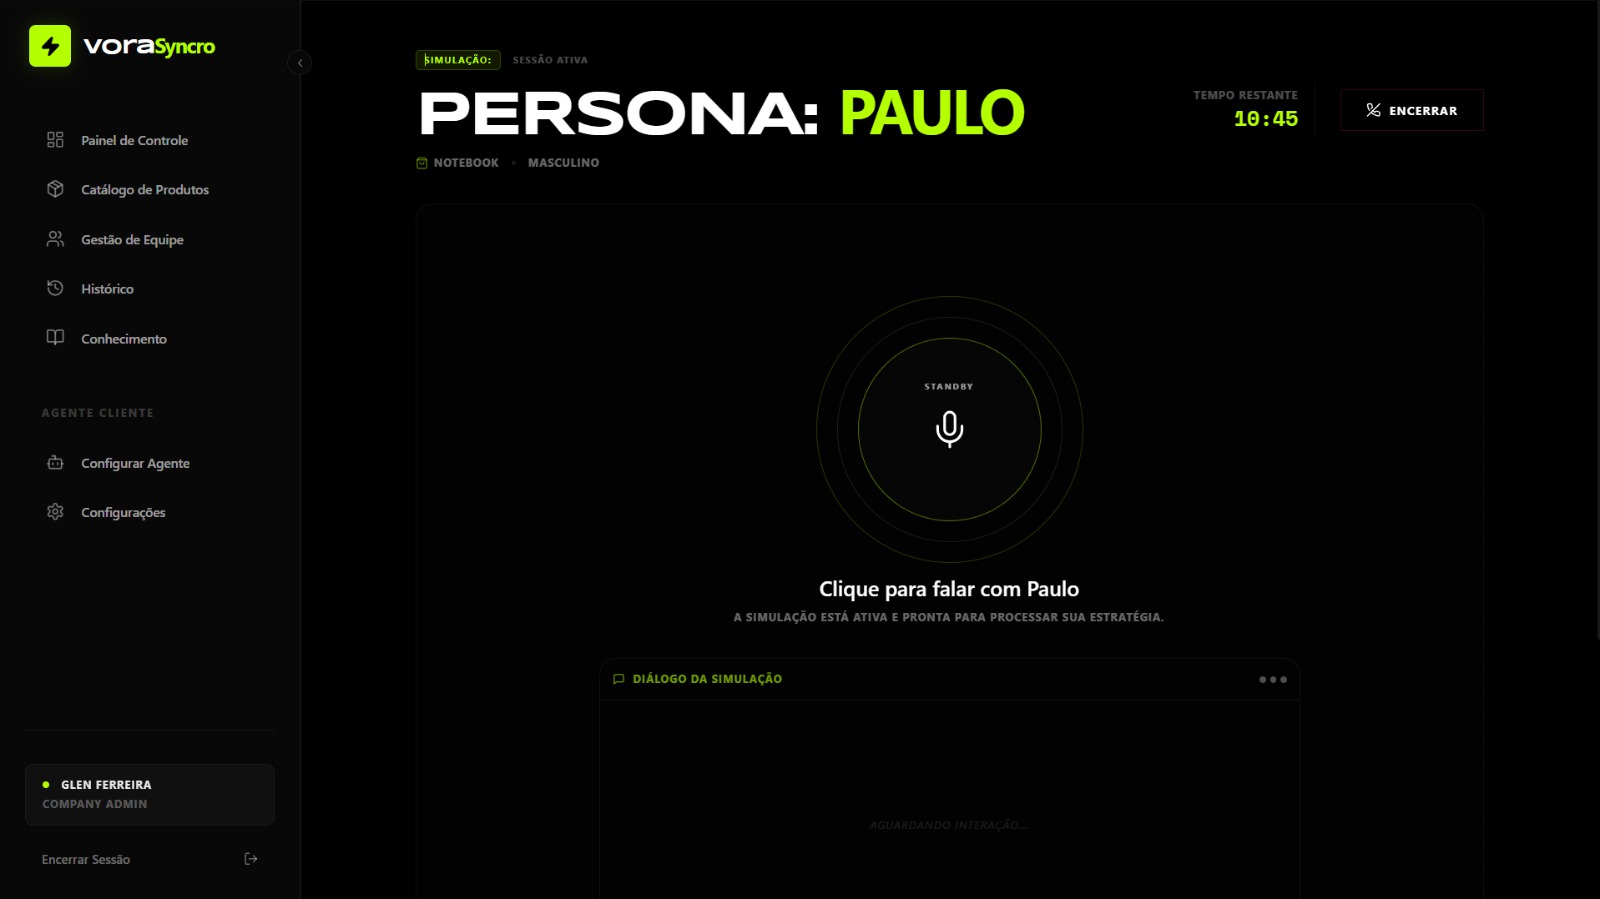 voraSyncro
Painel de Controle
Catálogo de Produtos
Gestão de Equipe
Histórico
Conhecimento
AGENTE CLIENTE
Configurar Agente
Configurações
GLEN FERREIRA
COMPANY ADMIN
Encerrar Sessão
SIMULAÇÃO:
SESSÃO ATIVA
PERSONA: PAULO
NOTEBOOK • MASCULINO
TEMPO RESTANTE
10:45
ENCERRAR
STANDBY
Clique para falar com Paulo
A SIMULAÇÃO ESTÁ ATIVA E PRONTA PARA PROCESSAR SUA ESTRATÉGIA.
DIÁLOGO DA SIMULAÇÃO
AGUARDANDO INTERAÇÃO...